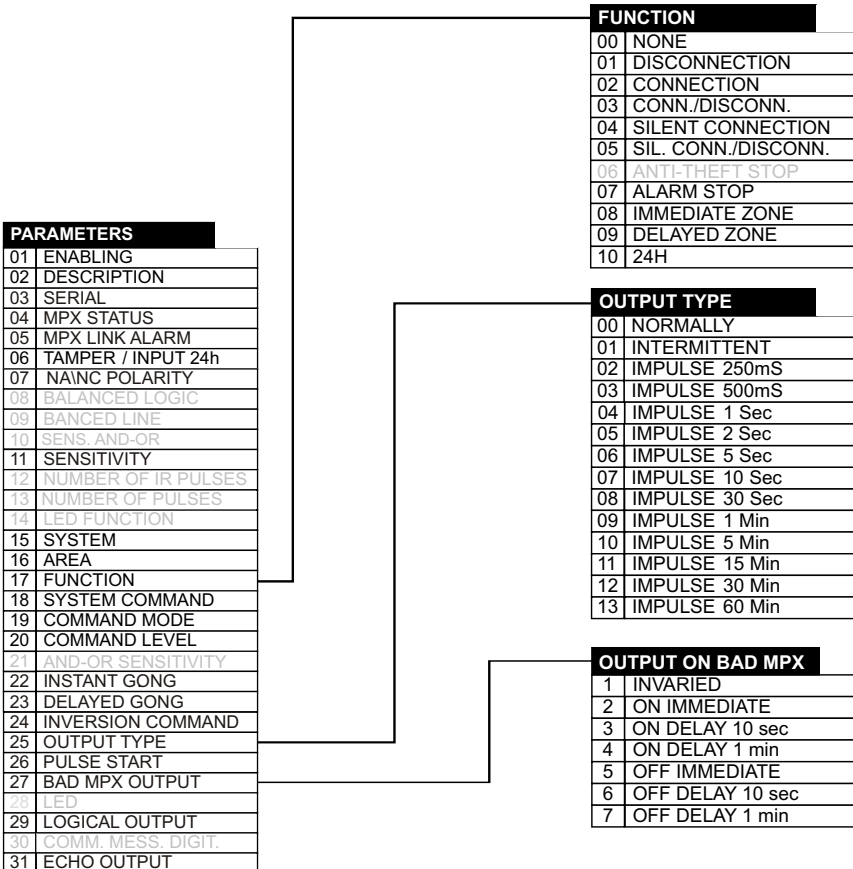 FUNCTION
00 NONE
01 DISCONNECTION
02 CONNECTION
03 CONN./DISCONN.
04 SILENT CONNECTION
05 SIL. CONN./DISCONN.
06 ANTI-THEFT STOP
07 ALARM STOP
08 IMMEDIATE ZONE
09 DELAYED ZONE
10 24H
PARAMETERS
01 ENABLING
02 DESCRIPTION
03 SERIAL
04 MPX STATUS
05 MPX LINK ALARM
06 TAMPER / INPUT 24h
07 NA\NC POLARITY
08 BALANCED LOGIC
09 BANCED LINE
10 SENS. AND-OR
11 SENSITIVITY
12 NUMBER OF IR PULSES
13 NUMBER OF PULSES
14 LED FUNCTION
15 SYSTEM
16 AREA
17 FUNCTION
18 SYSTEM COMMAND
19 COMMAND MODE
20 COMMAND LEVEL
21 AND-OR SENSITIVITY
22 INSTANT GONG
23 DELAYED GONG
24 INVERSION COMMAND
25 OUTPUT TYPE
26 PULSE START
27 BAD MPX OUTPUT
28 LED
29 LOGICAL OUTPUT
30 COMM. MESS. DIGIT.
31 ECHO OUTPUT
OUTPUT TYPE
00 NORMALLY
01 INTERMITTENT
02 IMPULSE 250mS
03 IMPULSE 500mS
04 IMPULSE 1 Sec
05 IMPULSE 2 Sec
06 IMPULSE 5 Sec
07 IMPULSE 10 Sec
08 IMPULSE 30 Sec
09 IMPULSE 1 Min
10 IMPULSE 5 Min
11 IMPULSE 15 Min
12 IMPULSE 30 Min
13 IMPULSE 60 Min
OUTPUT ON BAD MPX
1 INVARIED
2 ON IMMEDIATE
3 ON DELAY 10 sec
4 ON DELAY 1 min
5 OFF IMMEDIATE
6 OFF DELAY 10 sec
7 OFF DELAY 1 min